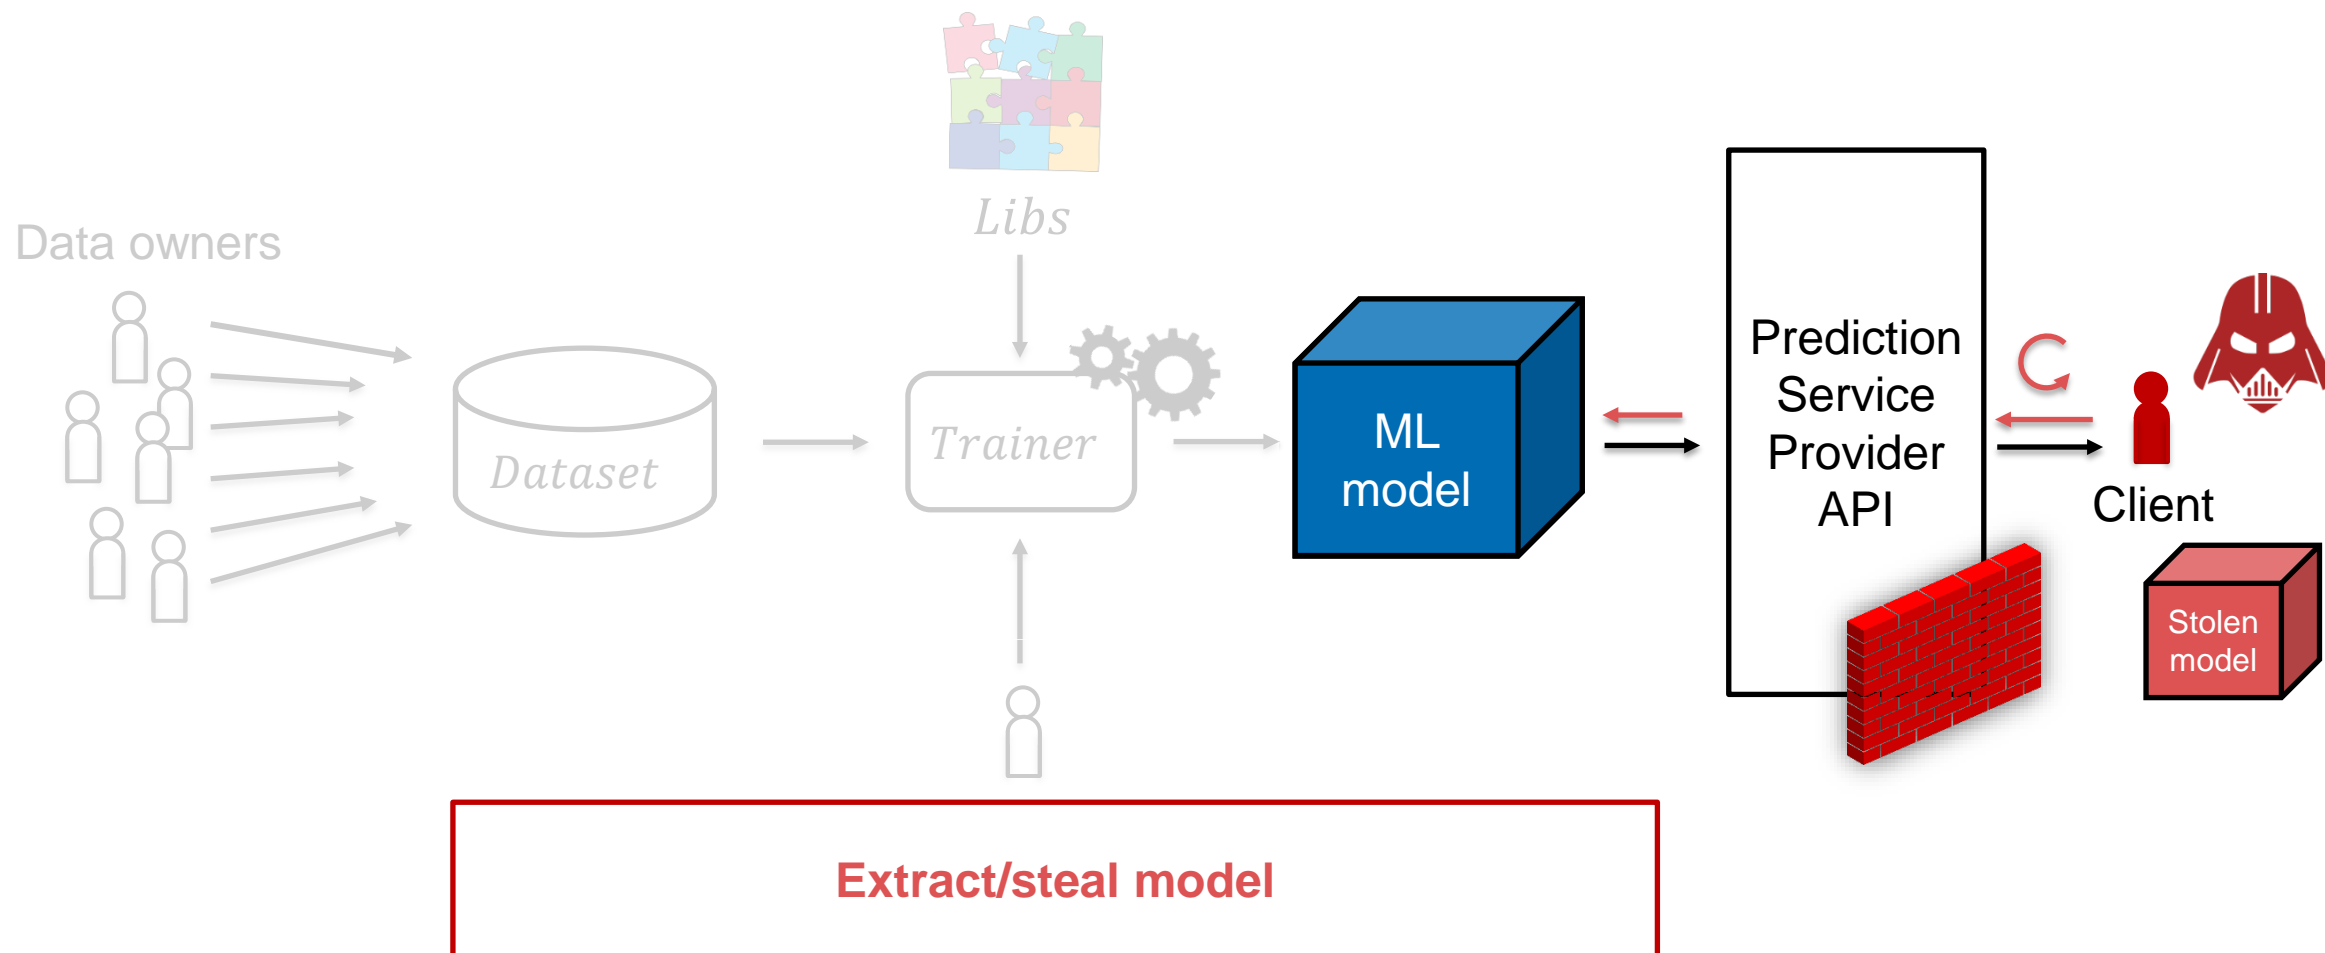 Libs
Data owners
Dataset
Trainer
ML
model
Prediction
Service
Provider
API
Client
Stolen
model
Extract/steal model